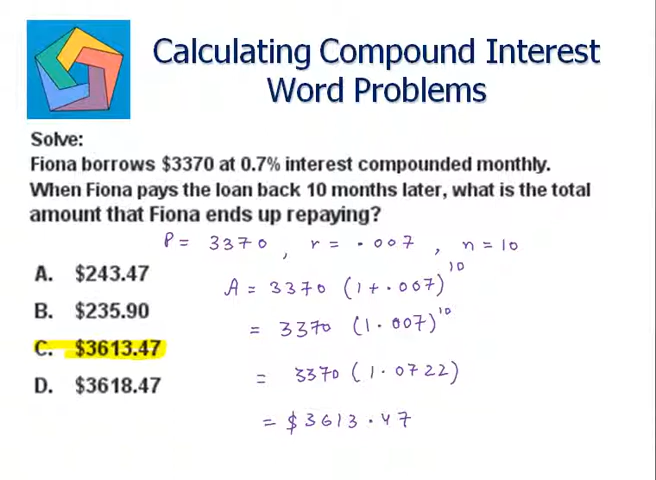 Calculating Compound Interest
Word Problems
Solve:
Fiona borrows $3370 at 0.7% interest compounded monthly.
When Fiona pays the loan back 10 months later, what is the total
amount that Fiona ends up repaying?
P = 3370 , r = .007 , n = 10
A. $243.47
B. $235.90
C. $3613.47
D. $3618.47
A = 3370 (1+.007)^10
= 3370 (1.007)^10
= 3370 (1.0722)
= $3613.47